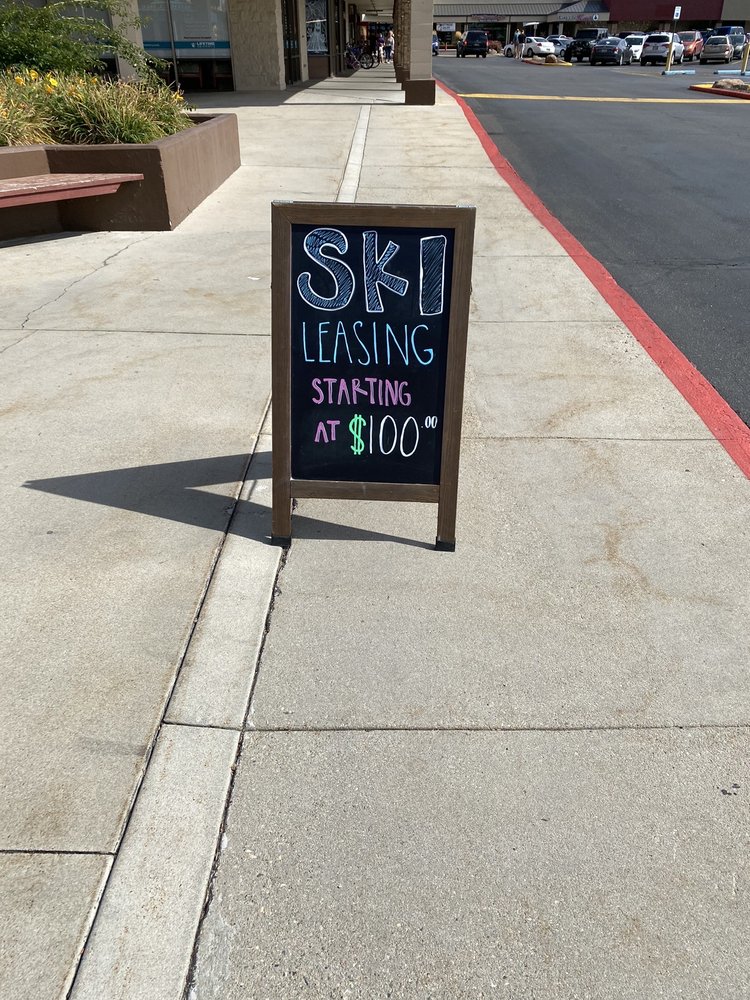 SKI
LEASING
STARTING
AT $100.00